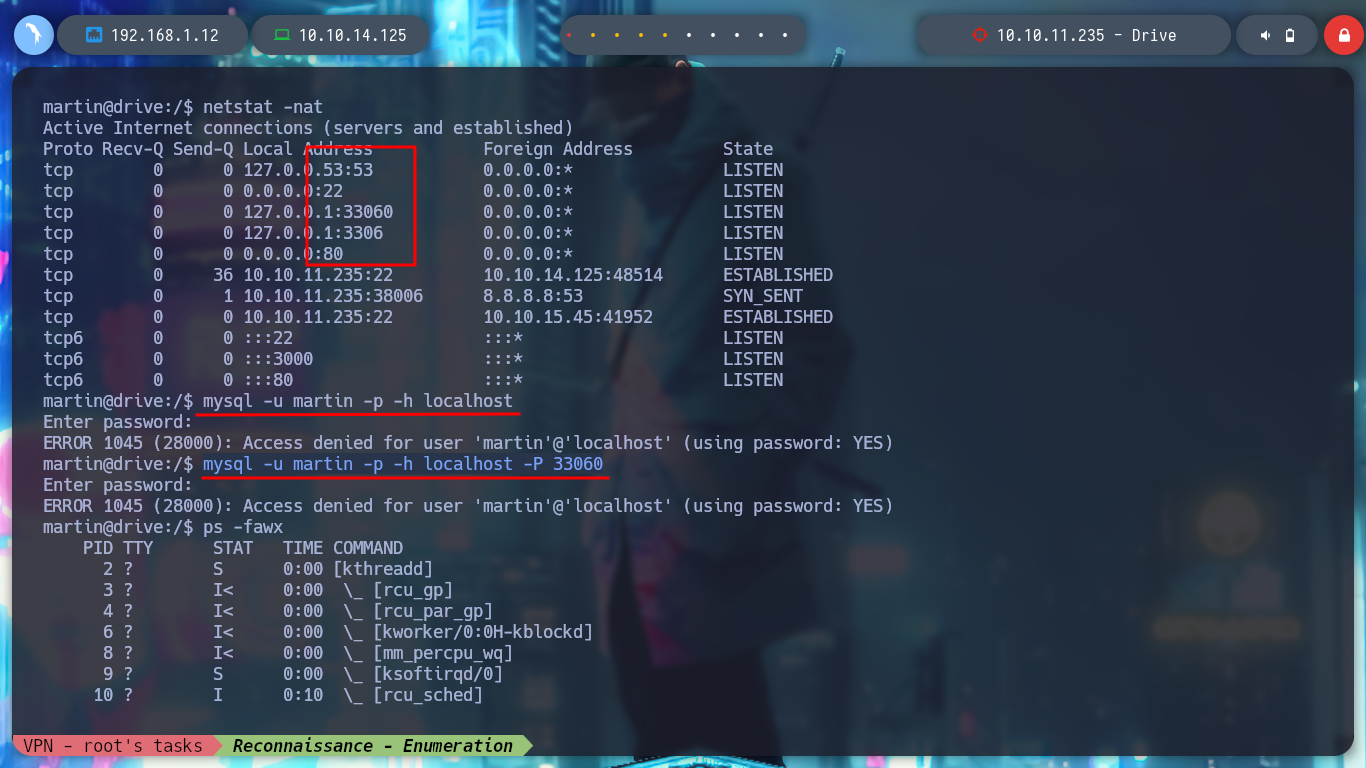 192.168.1.12 10.10.14.125 10.10.11.235 - Drive
martin@drive:/$ netstat -nat
Active Internet connections (servers and established)
Proto Recv-Q Send-Q Local Address           Foreign Address         State
tcp        0      0 127.0.0.53:53           0.0.0.0:*               LISTEN
tcp        0      0 0.0.0.0:22              0.0.0.0:*               LISTEN
tcp        0      0 127.0.0.1:33060         0.0.0.0:*               LISTEN
tcp        0      0 127.0.0.1:3306          0.0.0.0:*               LISTEN
tcp        0      0 0.0.0.0:80              0.0.0.0:*               LISTEN
tcp        0     36 10.10.11.235:22         10.10.14.125:48514      ESTABLISHED
tcp        0      1 10.10.11.235:38006      8.8.8.8:53              SYN_SENT
tcp        0      0 10.10.11.235:22         10.10.15.45:41952       ESTABLISHED
tcp6       0      0 :::22                   :::*                    LISTEN
tcp6       0      0 :::3000                 :::*                    LISTEN
tcp6       0      0 :::80                   :::*                    LISTEN
martin@drive:/$ mysql -u martin -p -h localhost
Enter password:
ERROR 1045 (28000): Access denied for user 'martin'@'localhost' (using password: YES)
martin@drive:/$ mysql -u martin -p -h localhost -P 33060
Enter password:
ERROR 1045 (28000): Access denied for user 'martin'@'localhost' (using password: YES)
martin@drive:/$ ps -fawx
    PID TTY      STAT   TIME COMMAND
      2 ?        S      0:00 [kthreadd]
      3 ?        I<     0:00  \_ [rcu_gp]
      4 ?        I<     0:00  \_ [rcu_par_gp]
      6 ?        I<     0:00  \_ [kworker/0:0H-kblockd]
      8 ?        I<     0:00  \_ [mm_percpu_wq]
      9 ?        S      0:00  \_ [ksoftirqd/0]
     10 ?        I      0:10  \_ [rcu_sched]
VPN - root's tasks Reconnaissance - Enumeration